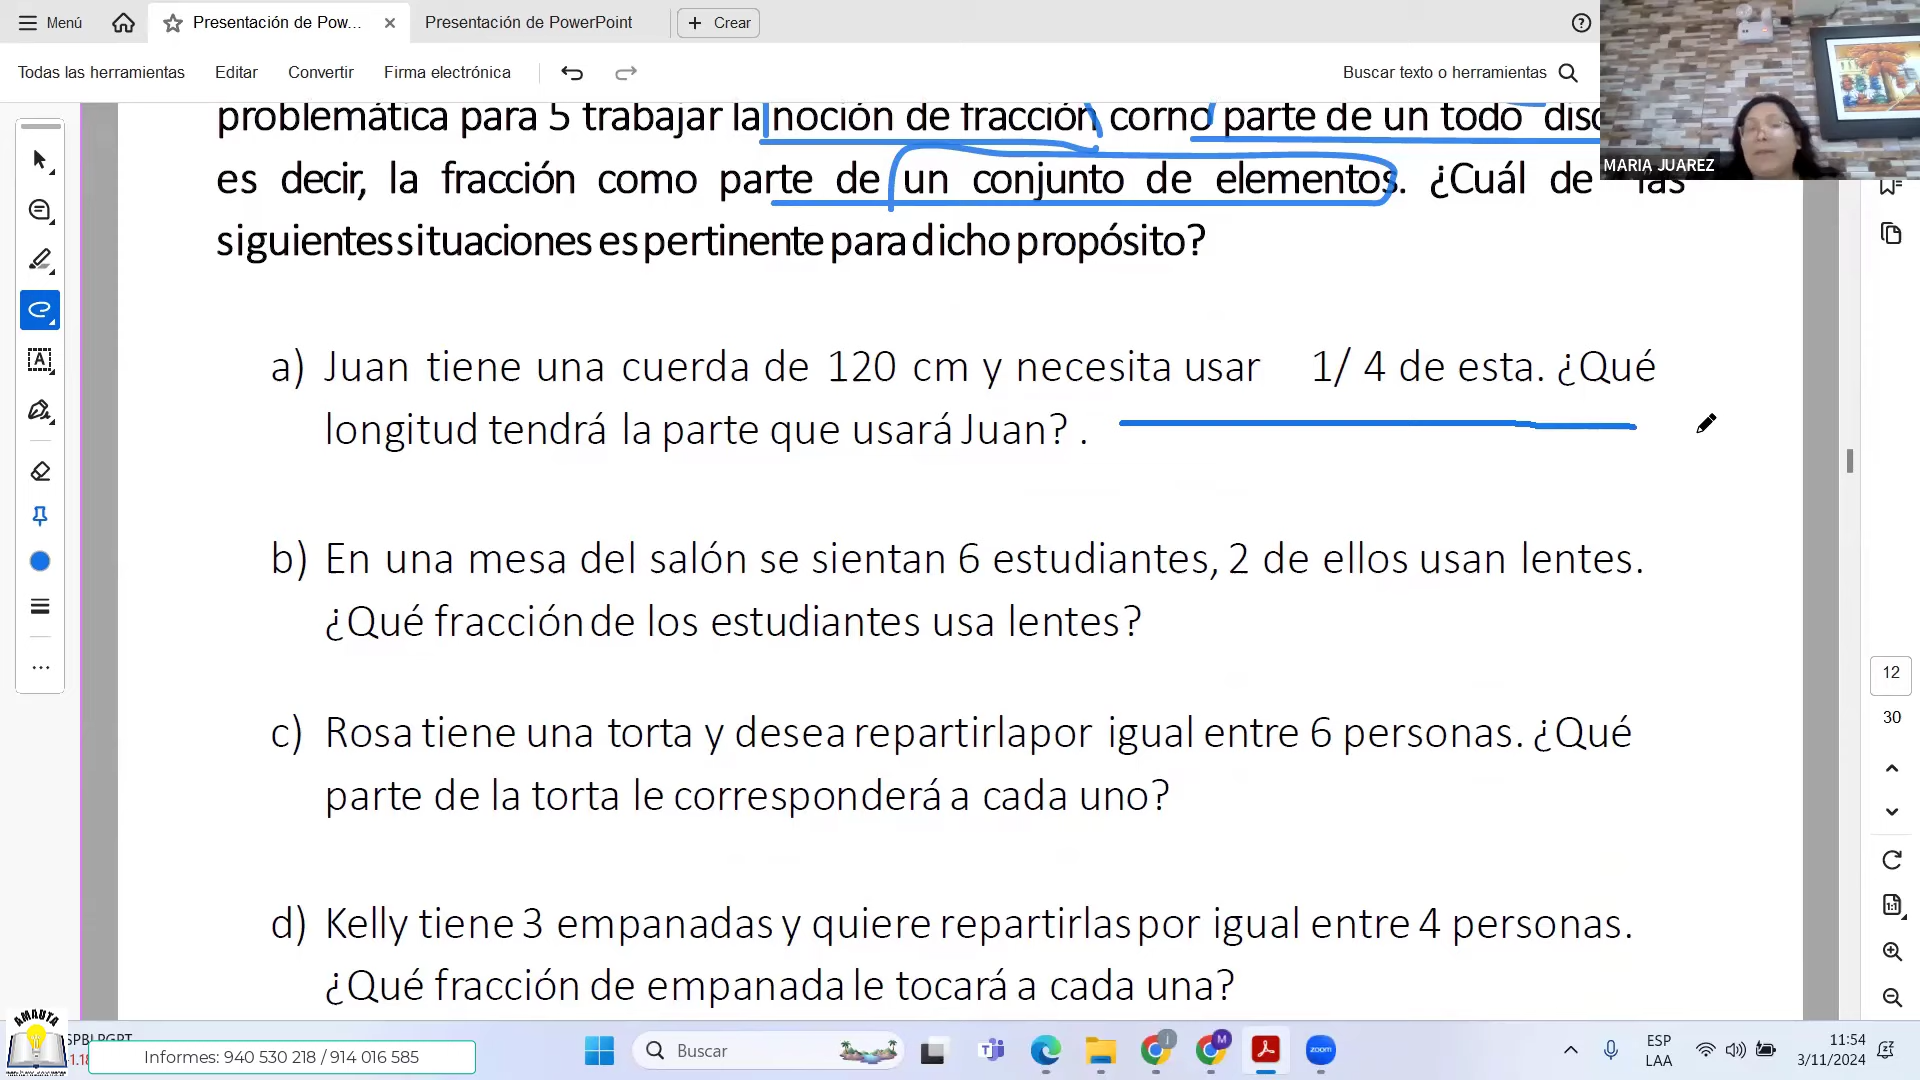 Menú
Presentación de Pow...
Presentación de PowerPoint
Crear
Todas las herramientas
Editar
Convertir
Firma electrónica
Buscar texto o herramientas
MARIA JUAREZ
problemática para 5 trabajar la noción de fracción corno parte de un todo disc
es decir, la fracción como parte de un conjunto de elementos. ¿Cuál de las
siguientes situaciones es pertinente para dicho propósito?
a) Juan tiene una cuerda de 120 cm y necesita usar 1/ 4 de esta. ¿Qué
longitud tendrá la parte que usará Juan? .
b) En una mesa del salón se sientan 6 estudiantes, 2 de ellos usan lentes.
¿Qué fracción de los estudiantes usa lentes?
c) Rosa tiene una torta y desea repartirla por igual entre 6 personas. ¿Qué
parte de la torta le corresponderá a cada uno?
d) Kelly tiene 3 empanadas y quiere repartirlas por igual entre 4 personas.
¿Qué fracción de empanada le tocará a cada una?
12
30
AMAUTA
Informes: 940 530 218 / 914 016 585
Buscar
zoom
ESP
LAA
11:54
3/11/2024